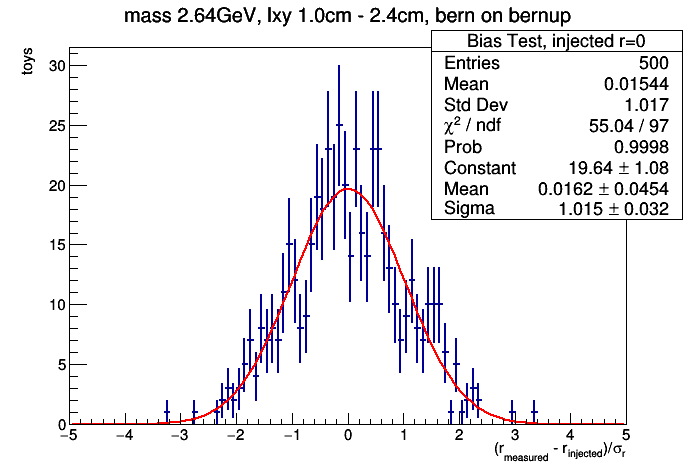 mass 2.64GeV, lxy 1.0cm - 2.4cm, bern on bernup
toys
Bias Test, injected r=0
Entries 500
Mean 0.01544
Std Dev 1.017
χ² / ndf 55.04 / 97
Prob 0.9998
Constant 19.64 ± 1.08
Mean 0.0162 ± 0.0454
Sigma 1.015 ± 0.032
30
25
20
15
10
5
0
−5 −4 −3 −2 −1 0 1 2 3 4 5
(r_measured - r_injected)/σ_r